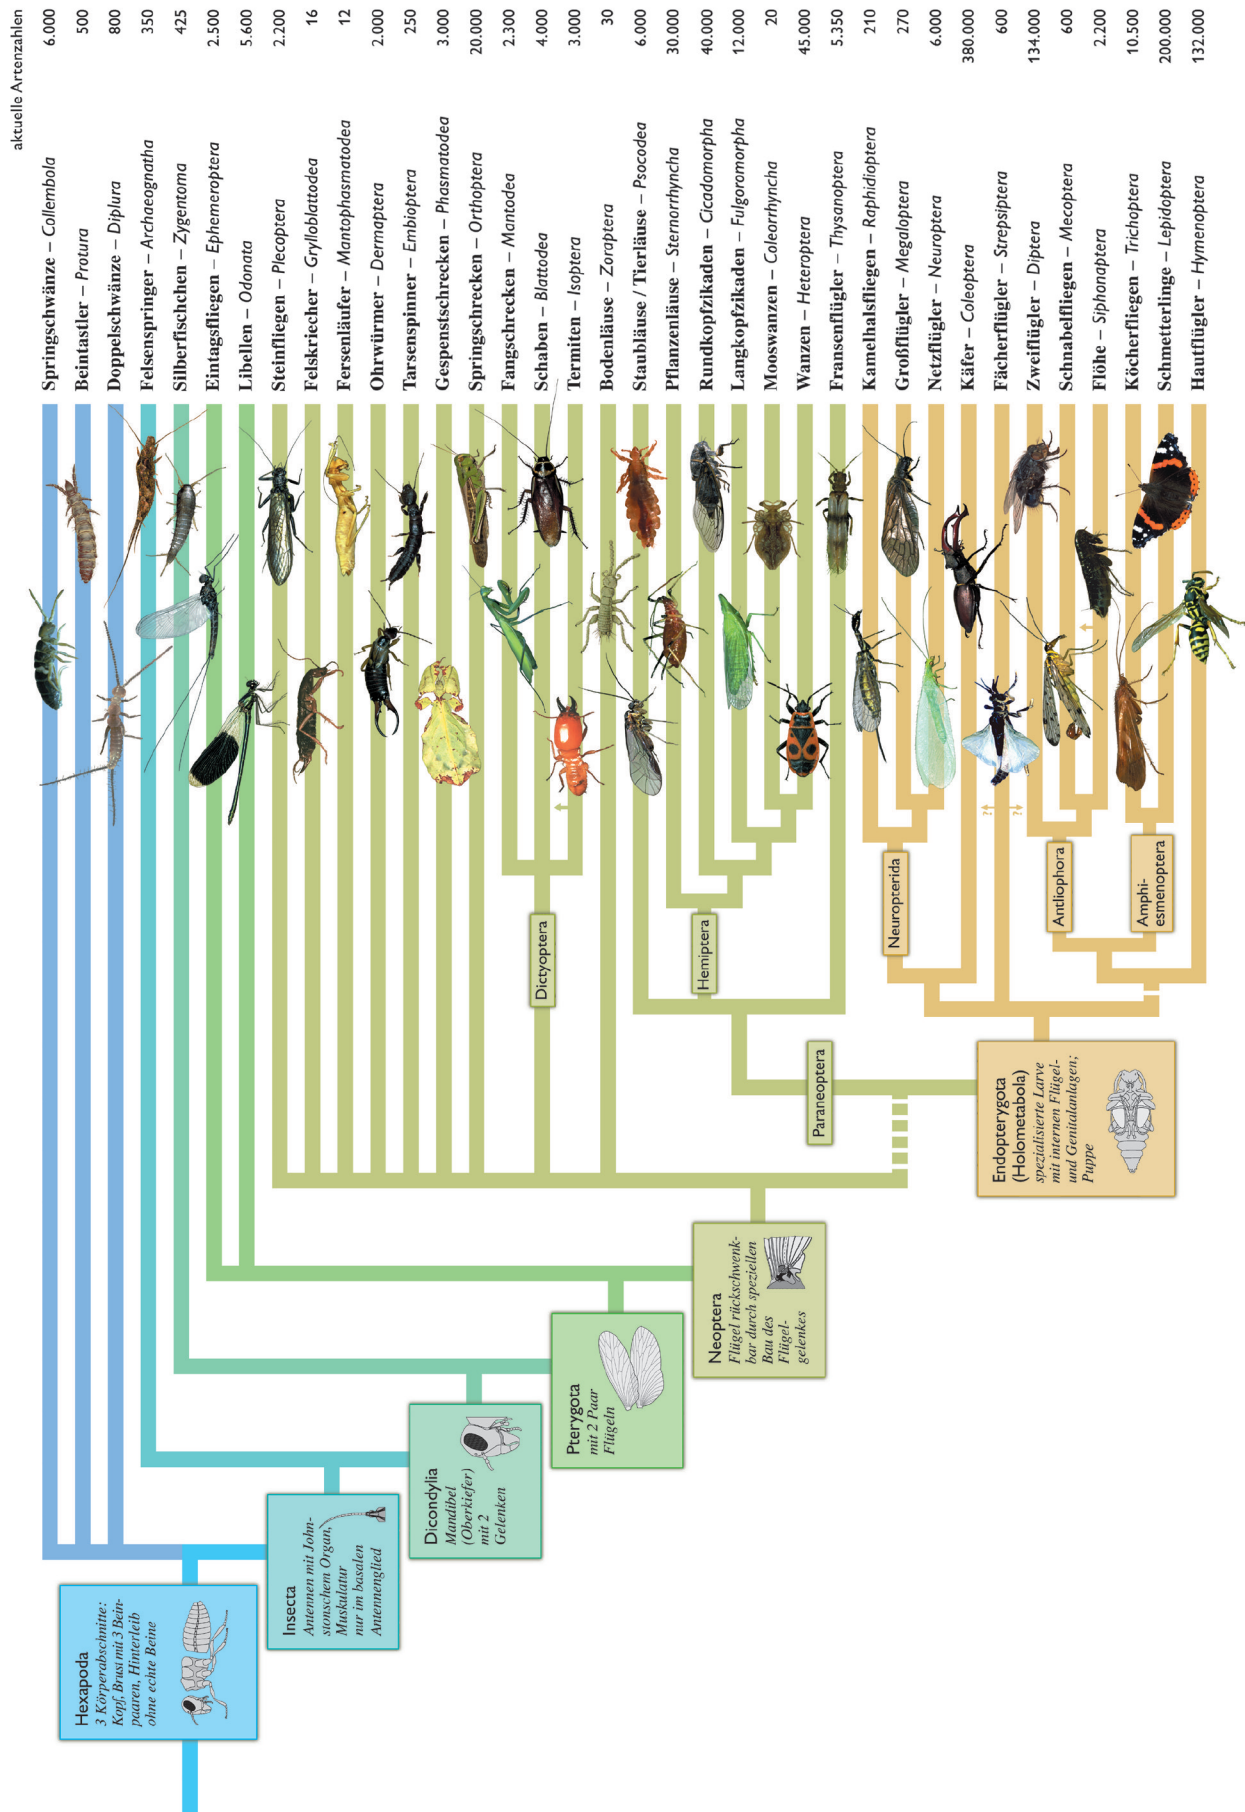 aktuelle Artenzahlen
Springschwänze – Collembola 6.000
Beintastler – Protura 500
Doppelschwänze – Diplura 800
Felsenspringer – Archaeognatha 350
Silberfischchen – Zygentoma 425
Eintagsfliegen – Ephemeroptera 2.500
Libellen – Odonata 5.600
Steinfliegen – Plecoptera 2.200
Felskriecher – Grylloblattodea 16
Fersenläufer – Mantophasmatodea 12
Ohrwürmer – Dermaptera 2.000
Tarsenspinner – Embioptera 250
Gespenstschrecken – Phasmatodea 3.000
Springschrecken – Orthoptera 20.000
Fangschrecken – Mantodea 2.300
Schaben – Blattodea 4.000
Termiten – Isoptera 3.000
Bodenläuse – Zoraptera 30
Staubläuse / Tierläuse – Psocodea 6.000
Pflanzenläuse – Sternorrhyncha 30.000
Rundkopfzikaden – Cicadomorpha 40.000
Langkopfzikaden – Fulgoromorpha 12.000
Mooswanzen – Coleorrhyncha 20
Wanzen – Heteroptera 45.000
Fransenflügler – Thysanoptera 5.350
Kamelhalsfliegen – Raphidioptera 210
Großflügler – Megaloptera 270
Netzflügler – Neuroptera 6.000
Käfer – Coleoptera 380.000
Fächerflügler – Strepsiptera 600
Zweiflügler – Diptera 134.000
Schnabelfliegen – Mecoptera 600
Flöhe – Siphonaptera 2.200
Köcherfliegen – Trichoptera 10.500
Schmetterlinge – Lepidoptera 200.000
Hautflügler – Hymenoptera 132.000
Hexapoda
3 Körperabschnitte:
Kopf, Brust mit 3 Bein-
paaren, Hinterleib
ohne echte Beine
Insecta
Antennen mit John-
stonschem Organ,
Muskulatur
nur im basalen
Antennenglied
Dicondylia
Mandibel
(Oberkiefer)
mit 2
Gelenken
Pterygota
mit 2 Paar
Flügeln
Neoptera
Flügel rückschwenk-
bar durch speziellen
Bau des
Flügel-
gelenkes
Dictyoptera
Hemiptera
Paraneoptera
Endopterygota
(Holometabola)
spezialisierte Larve
mit internen Flügel-
und Genitalanlagen;
Puppe
Neuropterida
?
?
Antliophora
Amphi-
esmenoptera